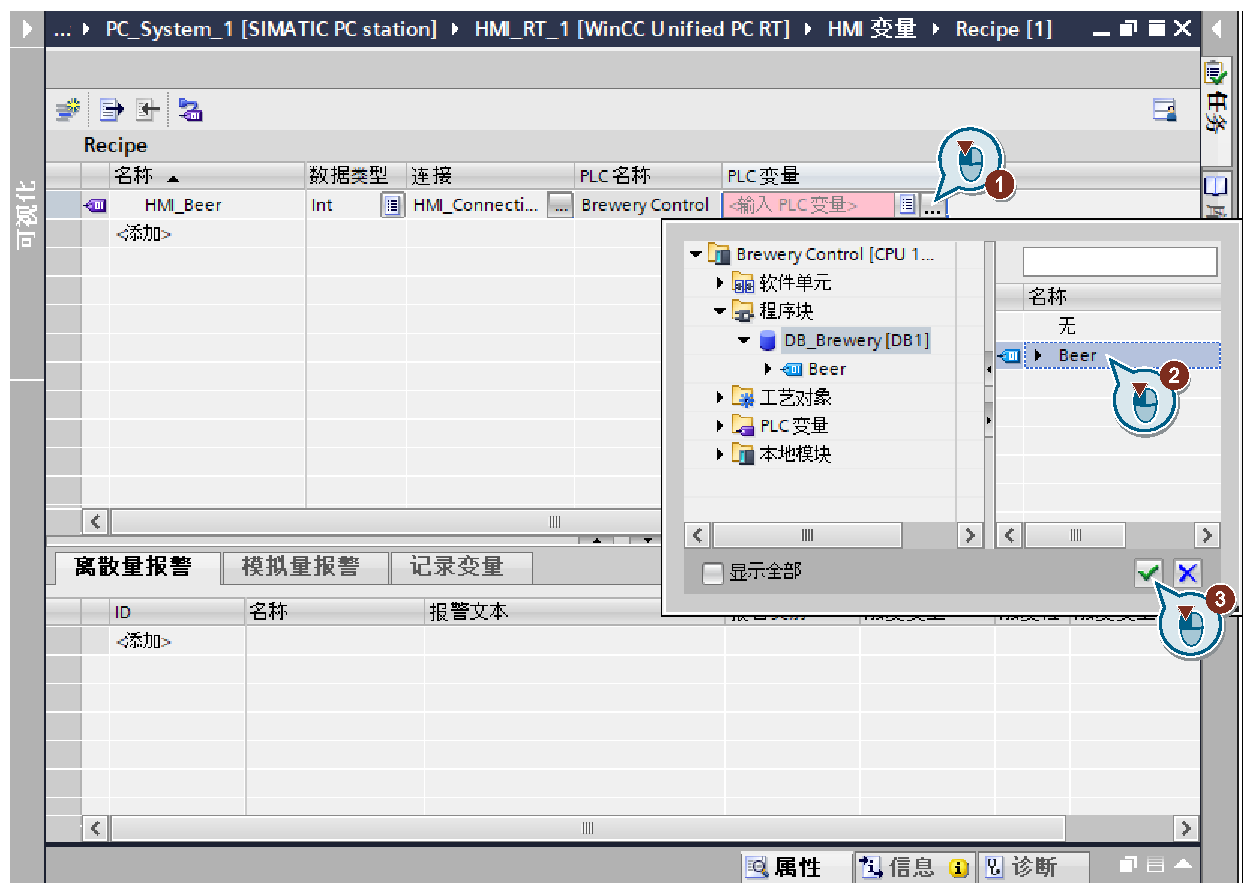 ... PC_System_1 [SIMATIC PC station] HMI_RT_1 [WinCC Unified PC RT] HMI 变量 Recipe [1]
任务
可视化
Recipe
名称 数据类型 连接 PLC 名称 PLC 变量
1
HMI_Beer Int HMI_Connecti... ... Brewery Control <输入 PLC 变量> ...
<添加>
Brewery Control [CPU 1...
软件单元
程序块
DB_Brewery [DB1]
Beer
工艺对象
PLC 变量
本地模块
名称
无
Beer
2
显示全部
3
离散量报警 模拟量报警 记录变量
ID 名称 报警文本
<添加>
属性 信息 诊断